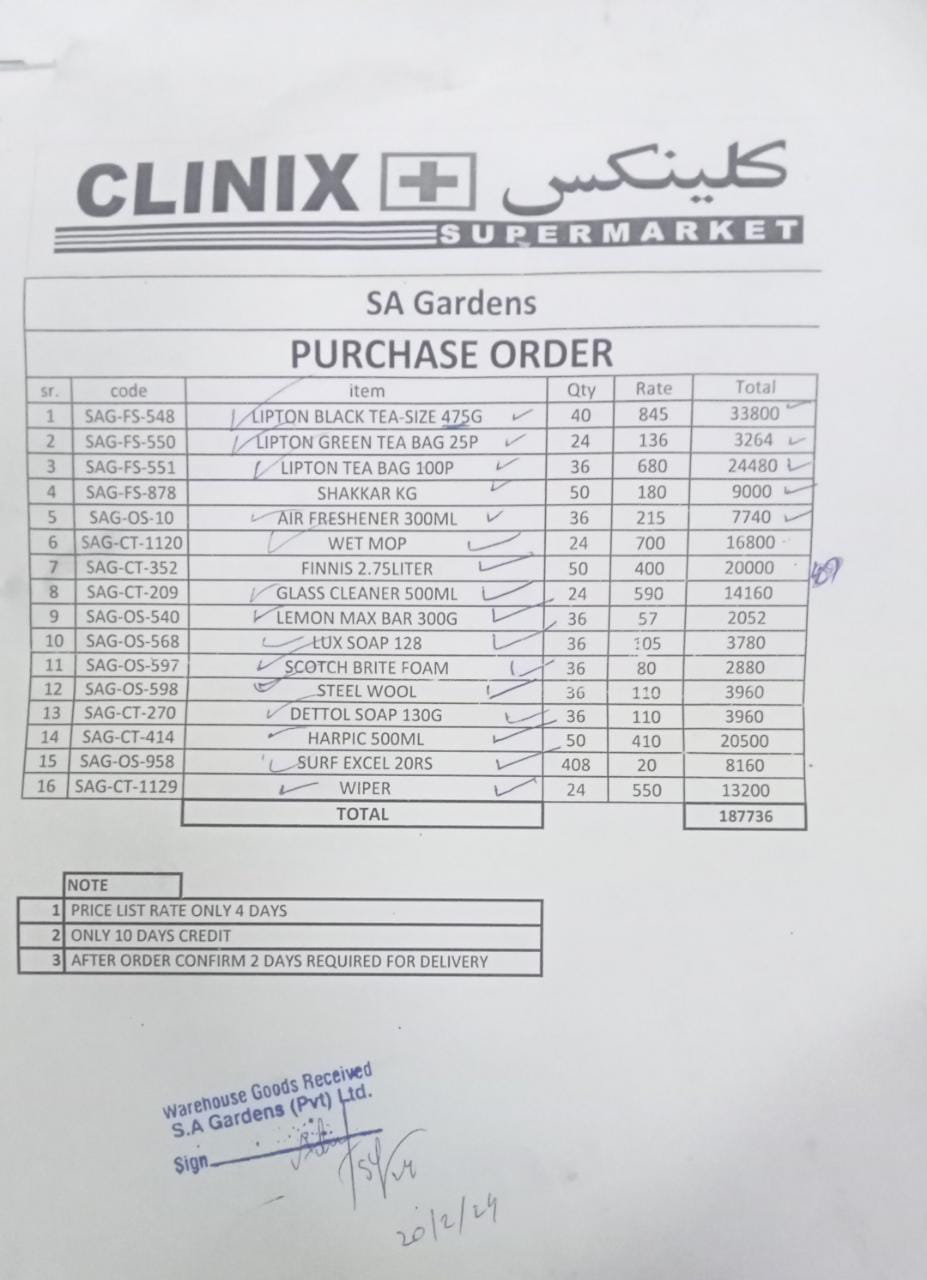 CLINIX كلينكس
SUPERMARKET
SA Gardens
PURCHASE ORDER
sr. code item Qty Rate Total
1 SAG-FS-548 LIPTON BLACK TEA-SIZE 475G 40 845 33800
2 SAG-FS-550 LIPTON GREEN TEA BAG 25P 24 136 3264
3 SAG-FS-551 LIPTON TEA BAG 100P 36 680 24480
4 SAG-FS-878 SHAKKAR KG 50 180 9000
5 SAG-OS-10 AIR FRESHENER 300ML 36 215 7740
6 SAG-CT-1120 WET MOP 24 700 16800
7 SAG-CT-352 FINNIS 2.75LITER 50 400 20000
8 SAG-CT-209 GLASS CLEANER 500ML 24 590 14160
9 SAG-OS-540 LEMON MAX BAR 300G 36 57 2052
10 SAG-OS-568 LUX SOAP 128 36 105 3780
11 SAG-OS-597 SCOTCH BRITE FOAM 36 80 2880
12 SAG-OS-598 STEEL WOOL 36 110 3960
13 SAG-CT-270 DETTOL SOAP 130G 36 110 3960
14 SAG-CT-414 HARPIC 500ML 50 410 20500
15 SAG-OS-958 SURF EXCEL 20RS 408 20 8160
16 SAG-CT-1129 WIPER 24 550 13200
TOTAL 187736
NOTE
1 PRICE LIST RATE ONLY 4 DAYS
2 ONLY 10 DAYS CREDIT
3 AFTER ORDER CONFIRM 2 DAYS REQUIRED FOR DELIVERY
Warehouse Goods Received
S.A Gardens (Pvt) Ltd.
Sign
20/2/24